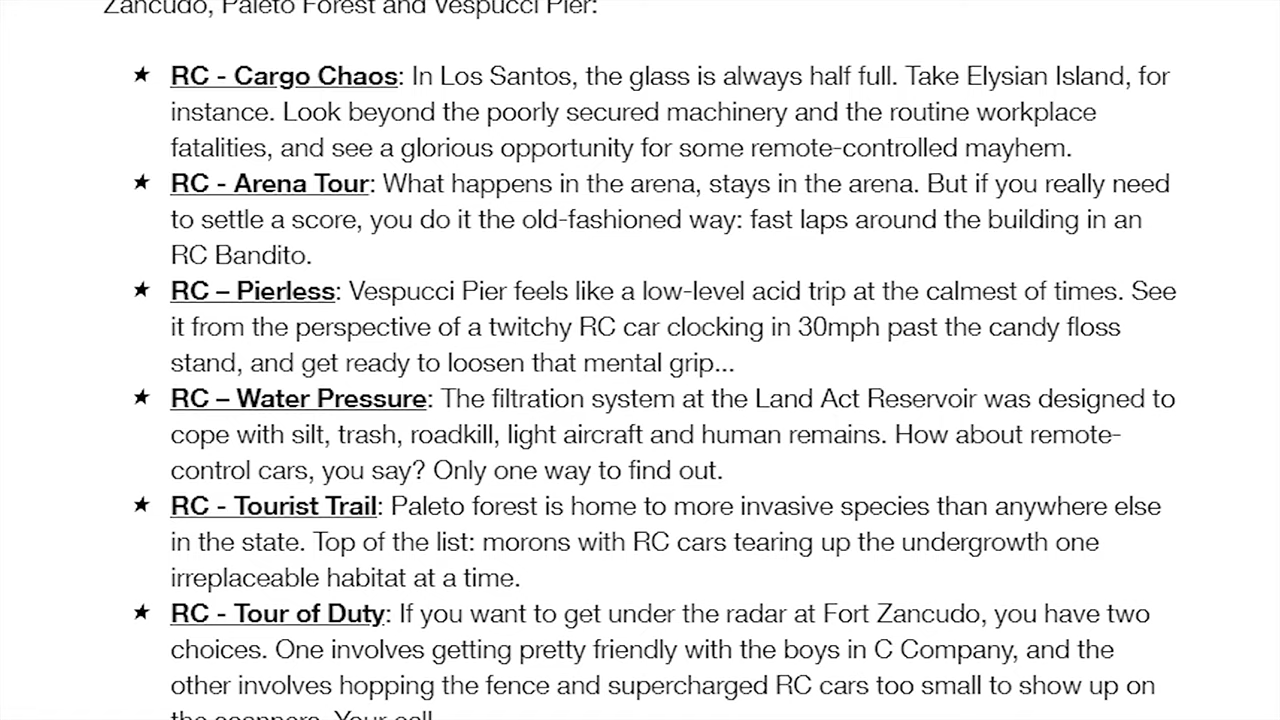 Zancudo, Paleto Forest and Vespucci Pier:
★ RC - Cargo Chaos: In Los Santos, the glass is always half full. Take Elysian Island, for
instance. Look beyond the poorly secured machinery and the routine workplace
fatalities, and see a glorious opportunity for some remote-controlled mayhem.
★ RC - Arena Tour: What happens in the arena, stays in the arena. But if you really need
to settle a score, you do it the old-fashioned way: fast laps around the building in an
RC Bandito.
★ RC – Pierless: Vespucci Pier feels like a low-level acid trip at the calmest of times. See
it from the perspective of a twitchy RC car clocking in 30mph past the candy floss
stand, and get ready to loosen that mental grip...
★ RC – Water Pressure: The filtration system at the Land Act Reservoir was designed to
cope with silt, trash, roadkill, light aircraft and human remains. How about remote-
control cars, you say? Only one way to find out.
★ RC - Tourist Trail: Paleto forest is home to more invasive species than anywhere else
in the state. Top of the list: morons with RC cars tearing up the undergrowth one
irreplaceable habitat at a time.
★ RC - Tour of Duty: If you want to get under the radar at Fort Zancudo, you have two
choices. One involves getting pretty friendly with the boys in C Company, and the
other involves hopping the fence and supercharged RC cars too small to show up on
the scanners. Your call